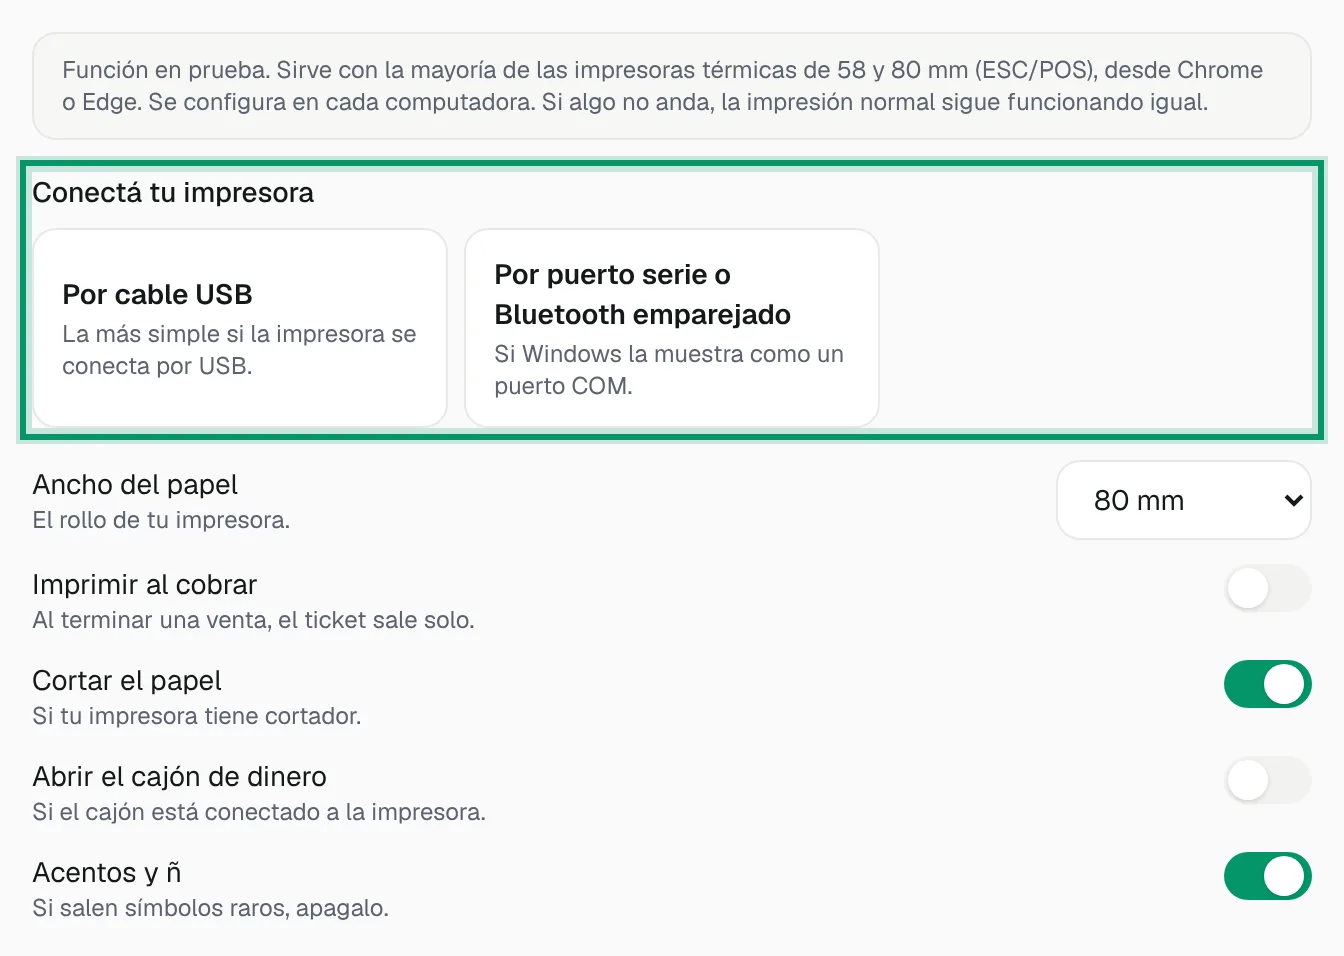 Función en prueba. Sirve con la mayoría de las impresoras térmicas de 58 y 80 mm (ESC/POS), desde Chrome
o Edge. Se configura en cada computadora. Si algo no anda, la impresión normal sigue funcionando igual.
Conectá tu impresora
Por cable USB
La más simple si la impresora se
conecta por USB.
Por puerto serie o
Bluetooth emparejado
Si Windows la muestra como un
puerto COM.
Ancho del papel
El rollo de tu impresora.
80 mm
Imprimir al cobrar
Al terminar una venta, el ticket sale solo.
Cortar el papel
Si tu impresora tiene cortador.
Abrir el cajón de dinero
Si el cajón está conectado a la impresora.
Acentos y ñ
Si salen símbolos raros, apagalo.